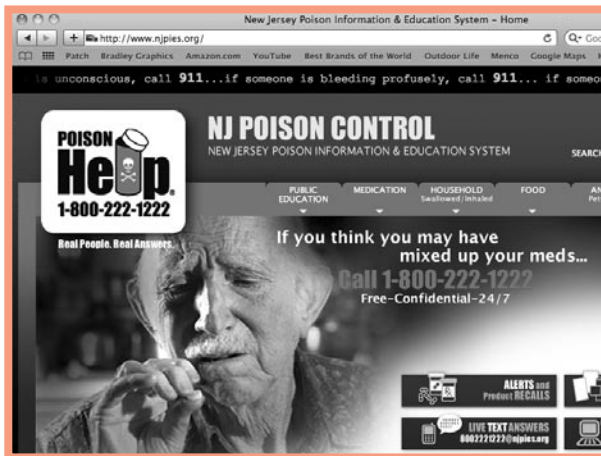 New Jersey Poison Information & Education System – Home
http://www.njpies.org/
Patch Bradley Graphics Amazon.com YouTube Best Brands of the World Outdoor Life Menco Google Maps
is unconscious, call 911...if someone is bleeding profusely, call 911... if someo
POISON
Help®
1-800-222-1222
Real People. Real Answers.
NJ POISON CONTROL
NEW JERSEY POISON INFORMATION & EDUCATION SYSTEM
SEARCH
PUBLIC
EDUCATION
MEDICATION
HOUSEHOLD
Swallowed/Inhaled
FOOD
If you think you may have
mixed up your meds...
Call 1-800-222-1222
Free-Confidential-24/7
ALERTS and
Product RECALLS
LIVE TEXT ANSWERS
8002221222@njpies.org